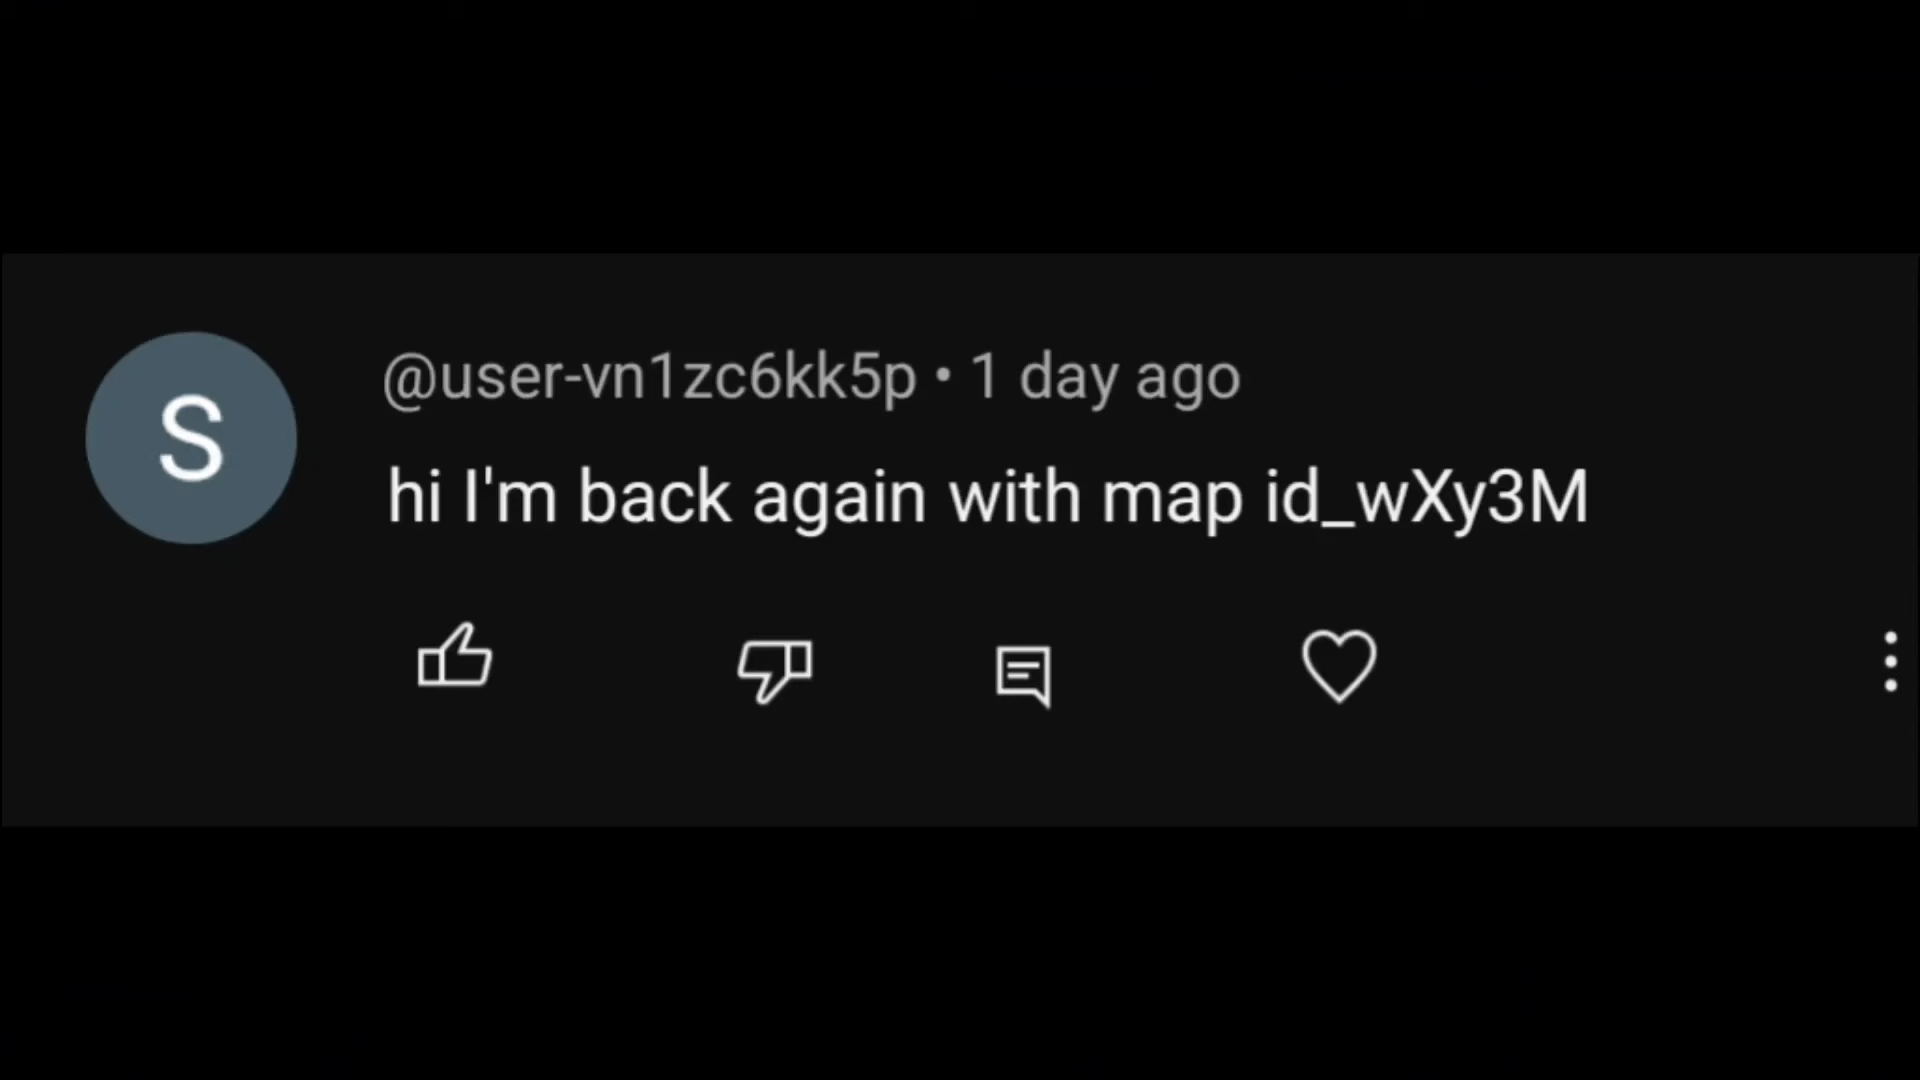 S
@user-vn1zc6kk5p • 1 day ago
hi I'm back again with map id_wXy3M